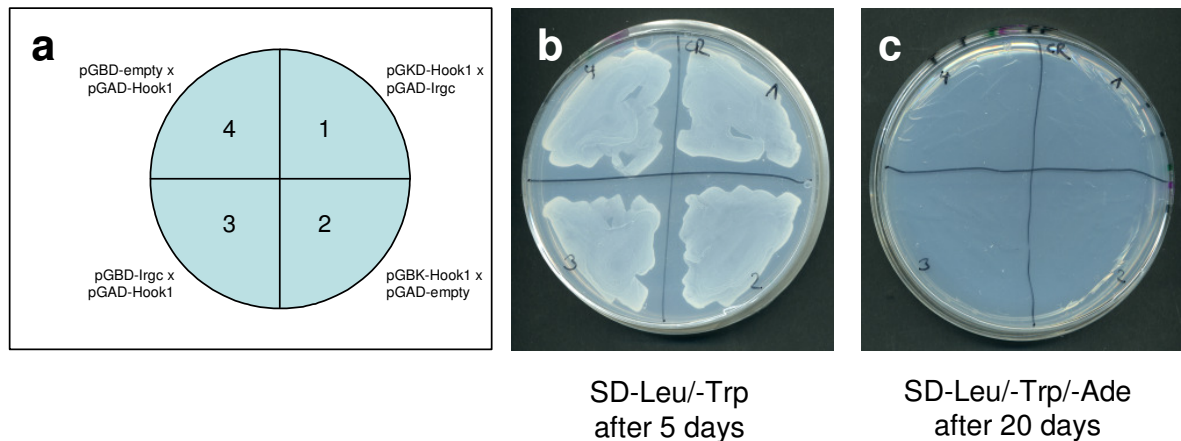 a
pGBD-empty x
pGAD-Hook1
pGKD-Hook1 x
pGAD-Irgc
4
1
3
2
pGBD-Irgc x
pGAD-Hook1
pGBK-Hook1 x
pGAD-empty
b
CR
4
1
3
2
SD-Leu/-Trp
after 5 days
c
CR
4
1
3
2
SD-Leu/-Trp/-Ade
after 20 days